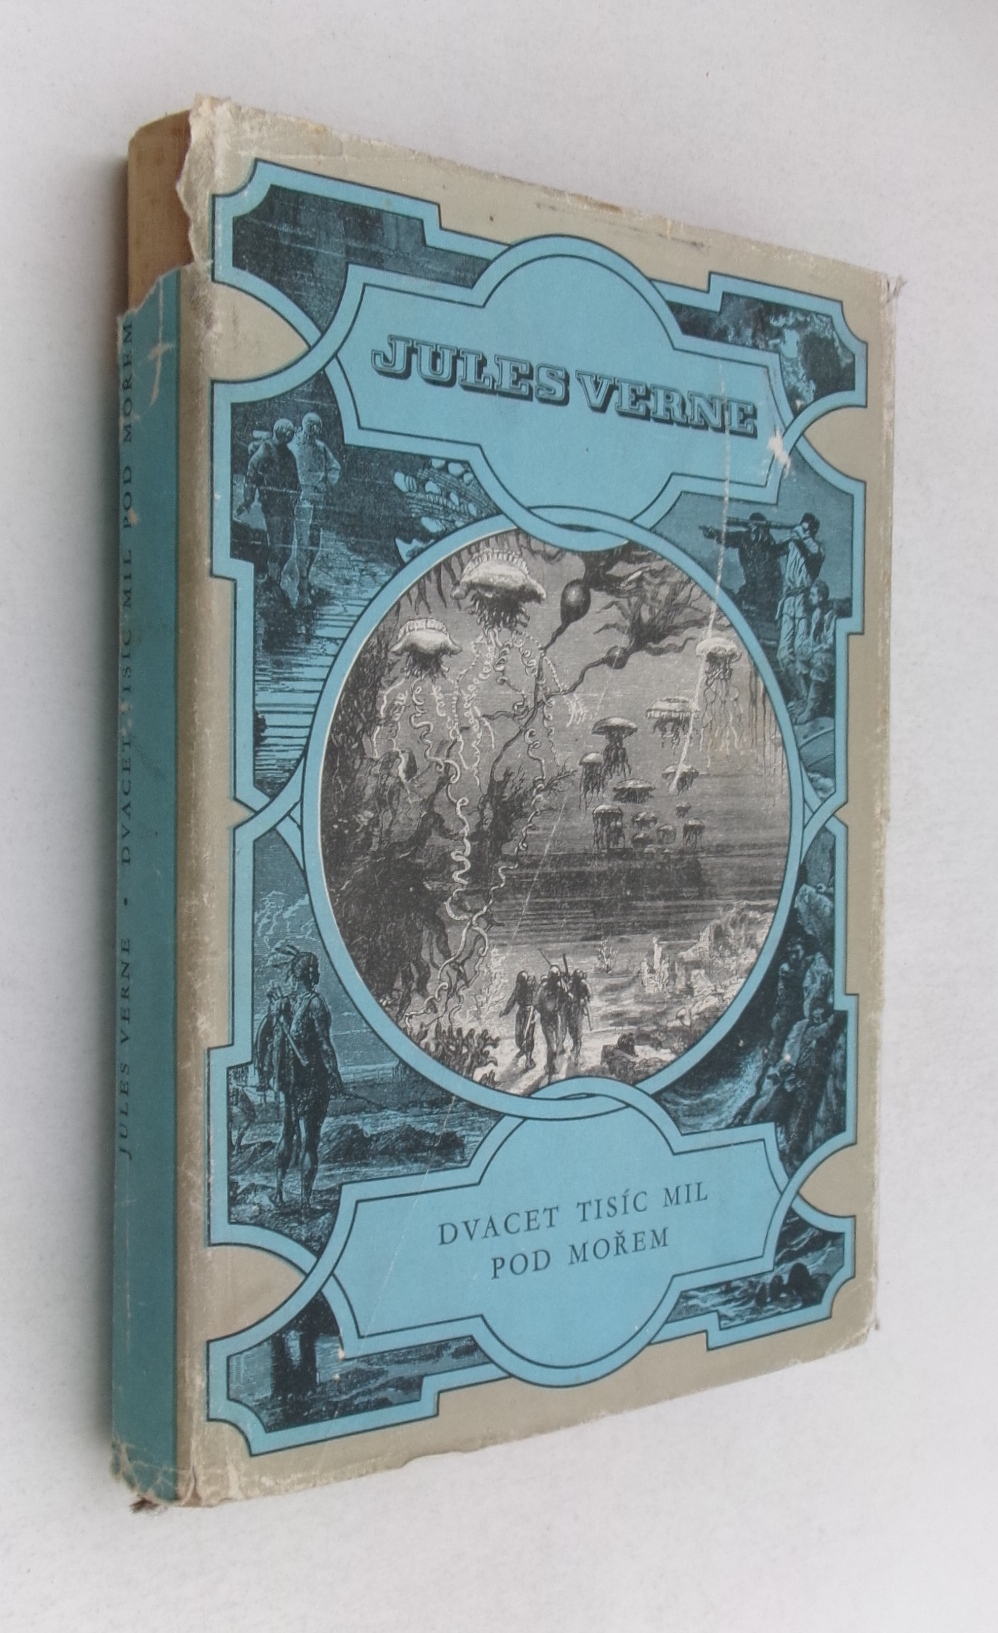 JULES VERNE
DVACET TISÍC MIL
POD MOŘEM
JULES VERNE • DVACET TISÍC MIL POD MOŘEM